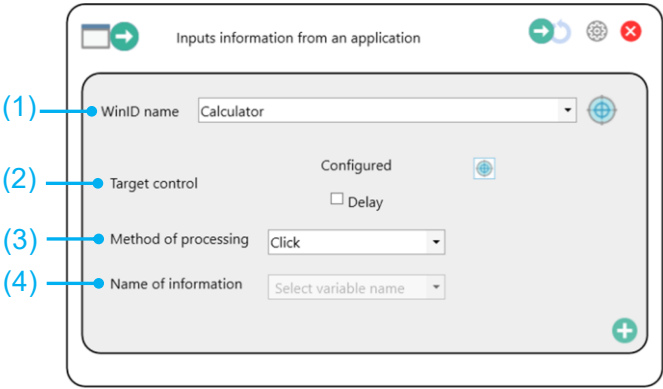 Inputs information from an application
(1) WinID name Calculator
(2) Target control Configured
Delay
(3) Method of processing Click
(4) Name of information Select variable name